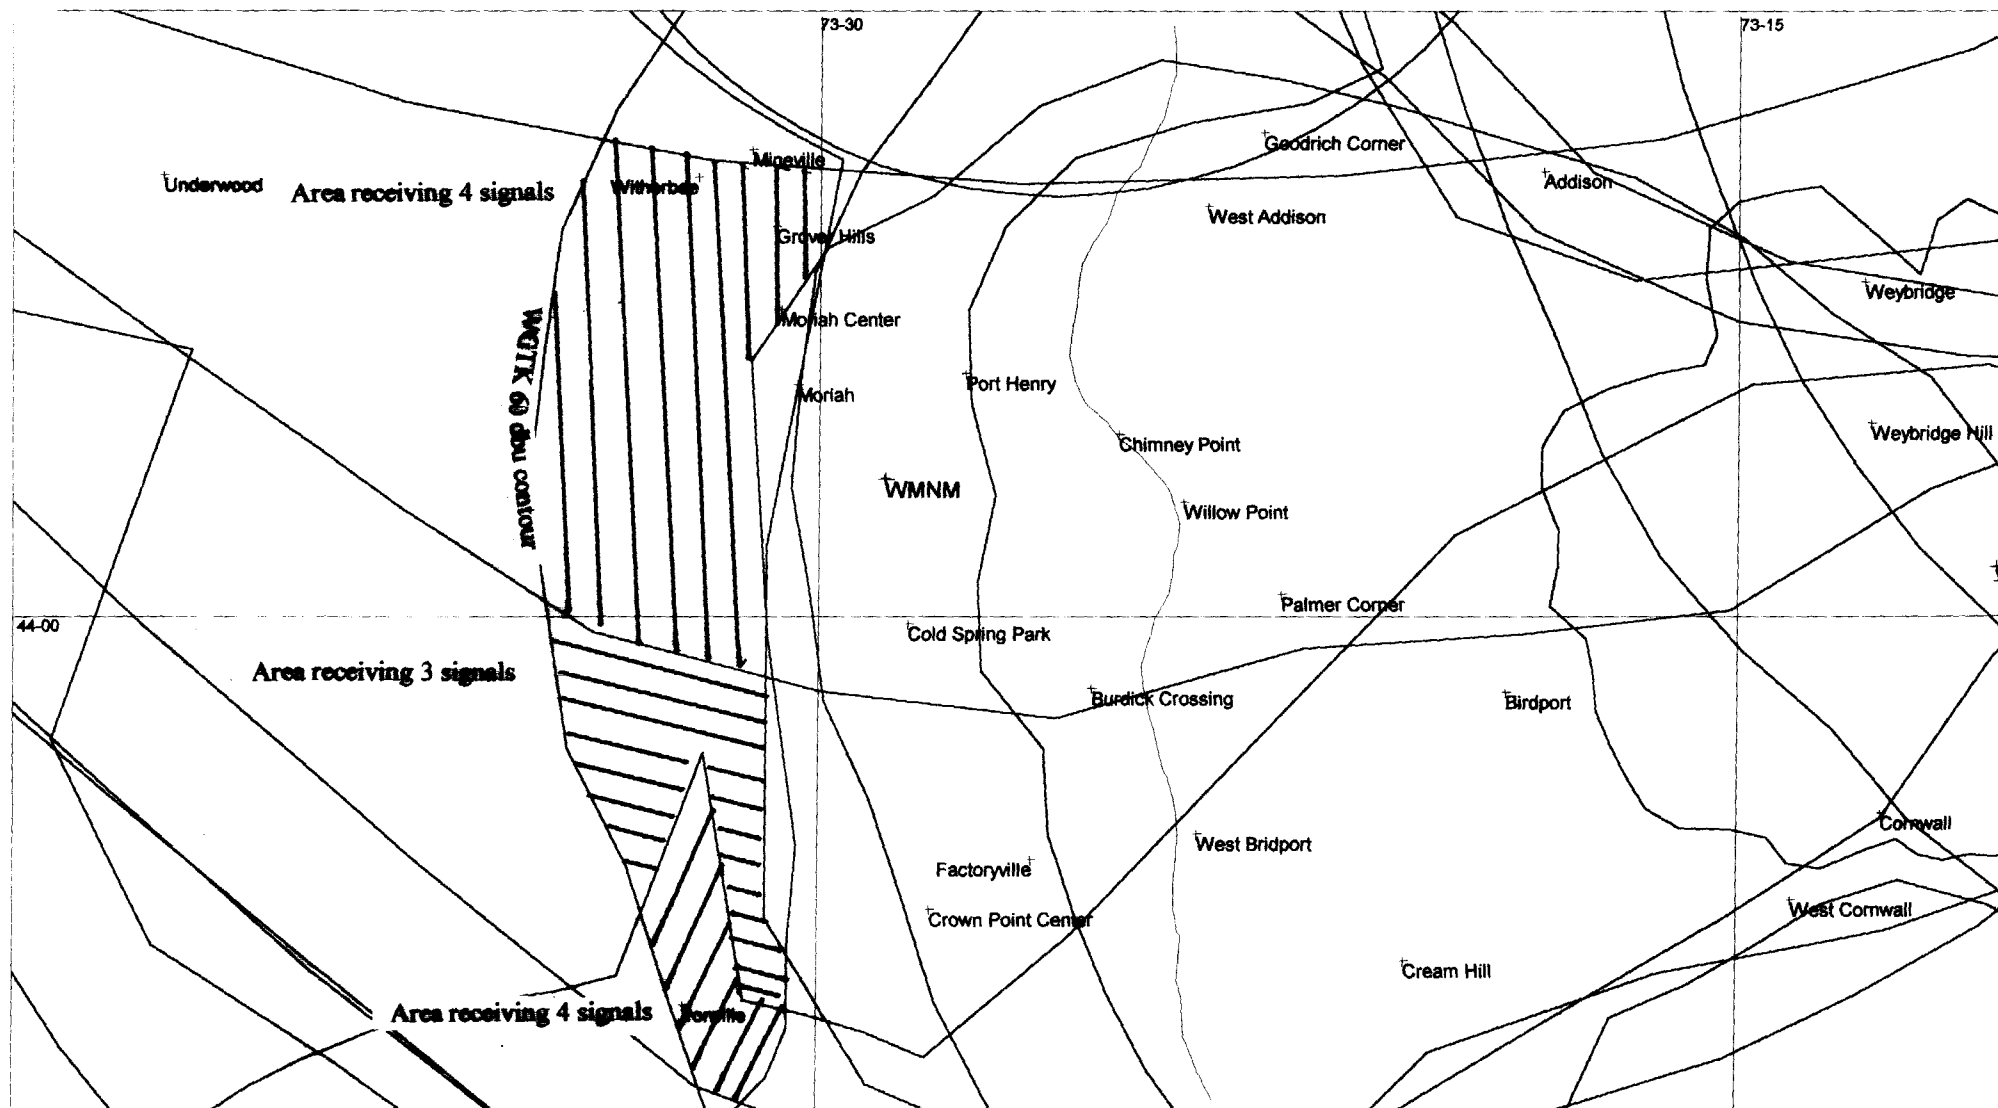 73-30
73-15
Goodrich Corner
Mineville
Underwood
Area receiving 4 signals
Witherbee
Addison
West Addison
Grover Hills
Weybridge
Moriah Center
WGTK 60 dbu contour
Port Henry
Moriah
Weybridge Hill
Chimney Point
WMNM
Willow Point
Palmer Corner
44-00
Cold Spring Park
Area receiving 3 signals
Burdick Crossing
Birdport
Cornwall
West Bridport
Factoryville
West Cornwall
Crown Point Center
Cream Hill
Area receiving 4 signals